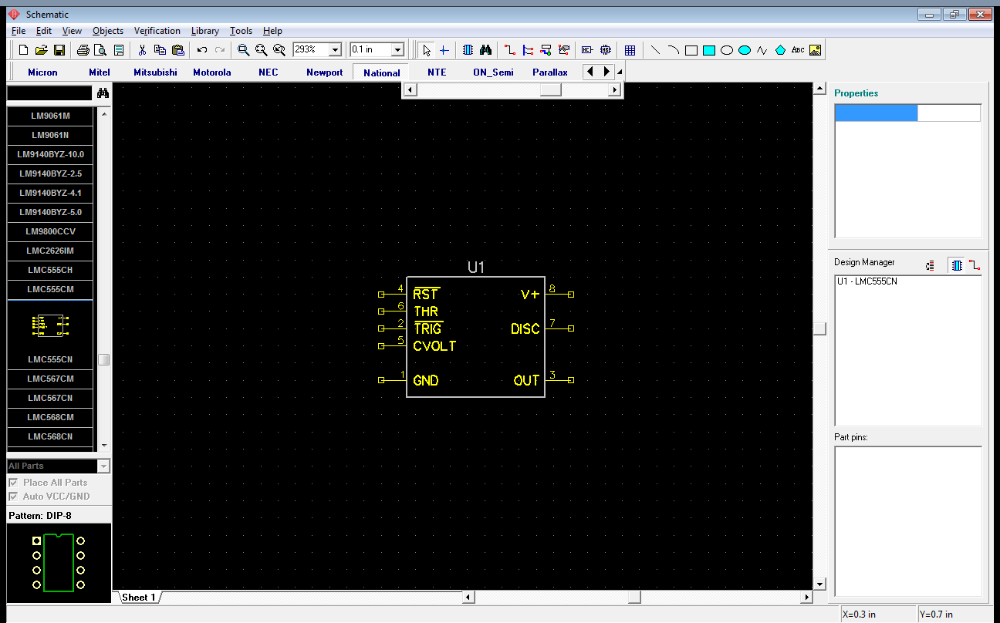 Schematic
File Edit View Objects Verification Library Tools Help
293% 0.1 in ABC
Micron Mitel Mitsubishi Motorola NEC Newport National NTE ON_Semi Parallax
LM9061M
LM9061N
LM9140BYZ-10.0
LM9140BYZ-2.5
LM9140BYZ-4.1
LM9140BYZ-5.0
LM9800CCV
LMC2626IM
LMC555CH
LMC555CM
LMC555CN
LMC567CM
LMC567CN
LMC568CM
LMC568CN
All Parts
Place All Parts
Auto VCC/GND
Pattern: DIP-8
U1
4 RST V+ 8
6 THR
2 TRIG DISC 7
5 CVOLT
1 GND OUT 3
Sheet 1
Properties
Design Manager
U1 - LMC555CN
Part pins:
X=0.3 in Y=0.7 in